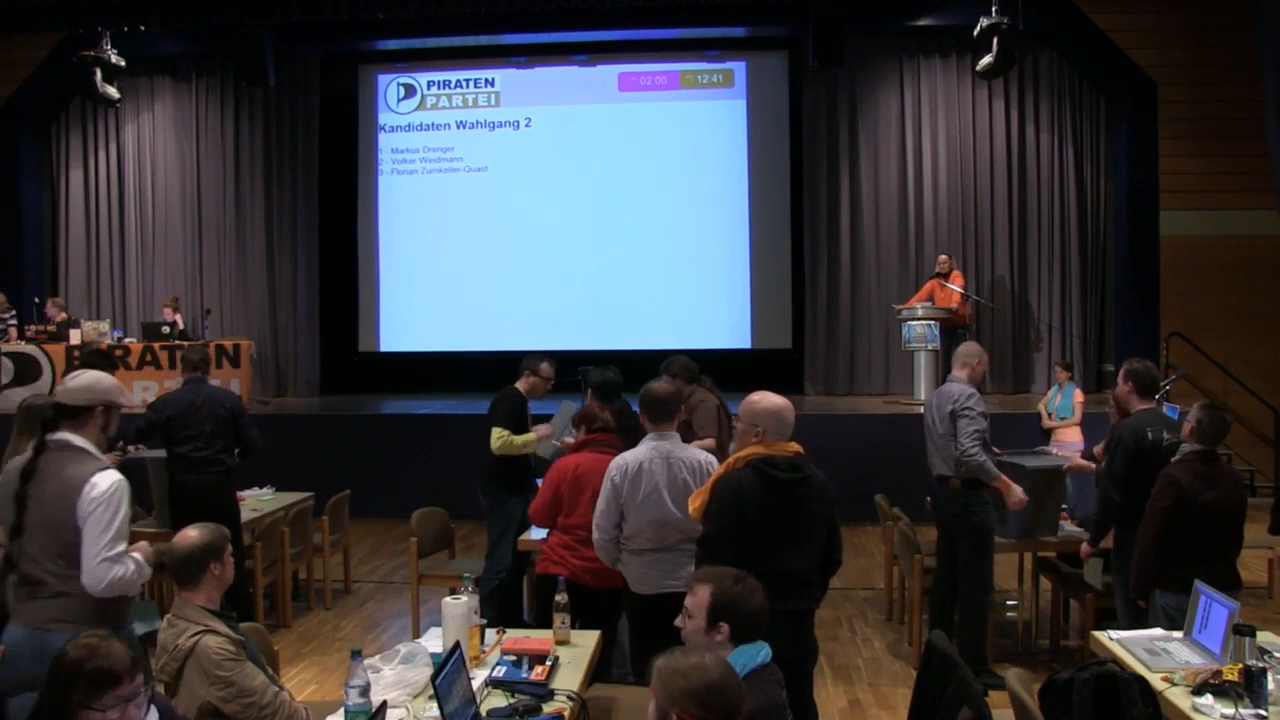 PIRATEN
PARTEI
02:00
12:41
Kandidaten Wahlgang 2
1 - Markus Drenger
2 - Volker Weidmann
3 - Florian Zumkeller-Quast
PIRATEN
PARTEI